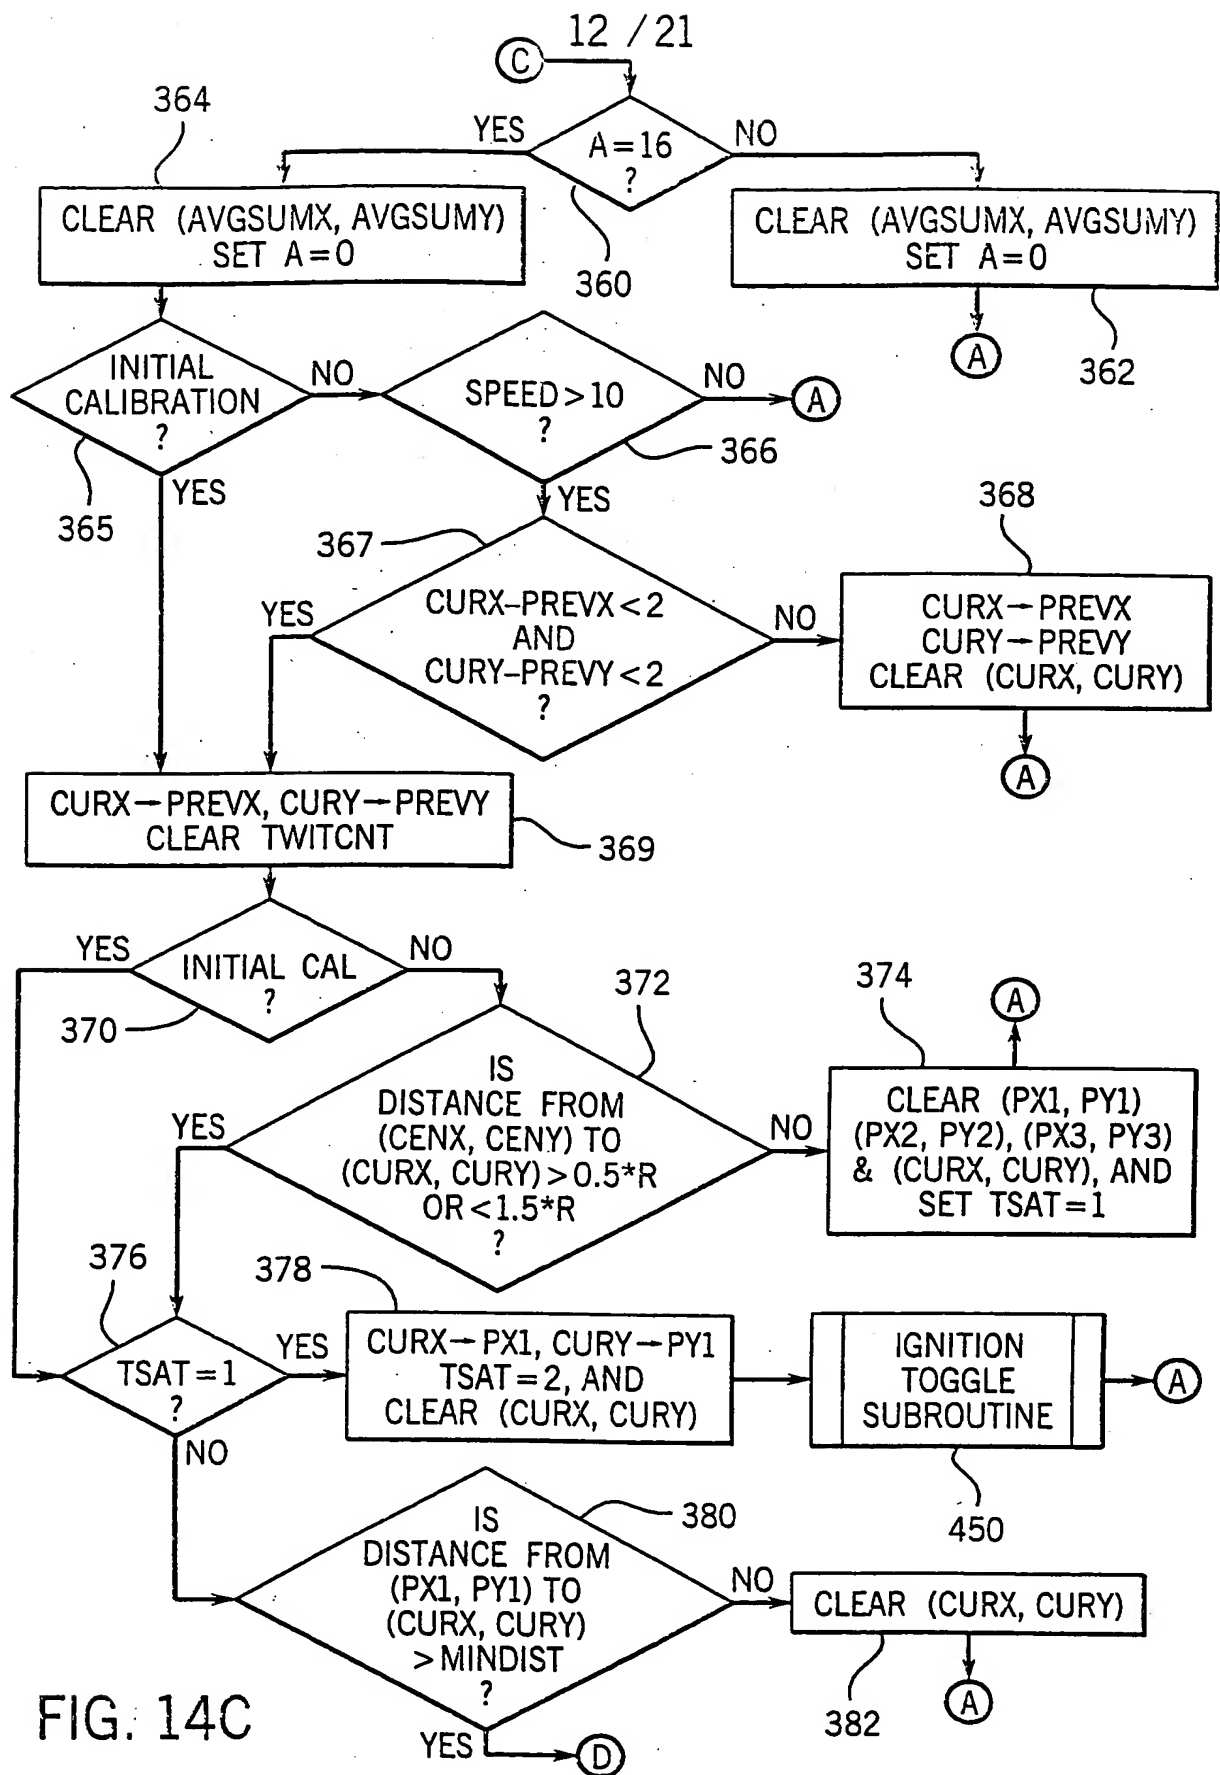 12 / 21
C
364
YES
A=16
?
NO
360
CLEAR (AVGSUMX, AVGSUMY)
SET A=0
CLEAR (AVGSUMX, AVGSUMY)
SET A=0
A
362
INITIAL
CALIBRATION
?
NO
365
YES
SPEED>10
?
NO
A
366
YES
367
CURX-PREVX<2
AND
CURY-PREVY<2
?
YES
NO
368
CURX→PREVX
CURY→PREVY
CLEAR (CURX, CURY)
A
CURX→PREVX, CURY→PREVY
CLEAR TWITCNT
369
YES
INITIAL CAL
?
NO
370
372
IS
DISTANCE FROM
(CENX, CENY) TO
(CURX, CURY)>0.5*R
OR<1.5*R
?
YES
NO
374
A
CLEAR (PX1, PY1)
(PX2, PY2), (PX3, PY3)
& (CURX, CURY), AND
SET TSAT=1
376
TSAT=1
?
YES
NO
378
CURX→PX1, CURY→PY1
TSAT=2, AND
CLEAR (CURX, CURY)
IGNITION
TOGGLE
SUBROUTINE
A
450
380
IS
DISTANCE FROM
(PX1, PY1) TO
(CURX, CURY)
>MINDIST
?
NO
CLEAR (CURX, CURY)
382
A
YES
D
FIG. 14C